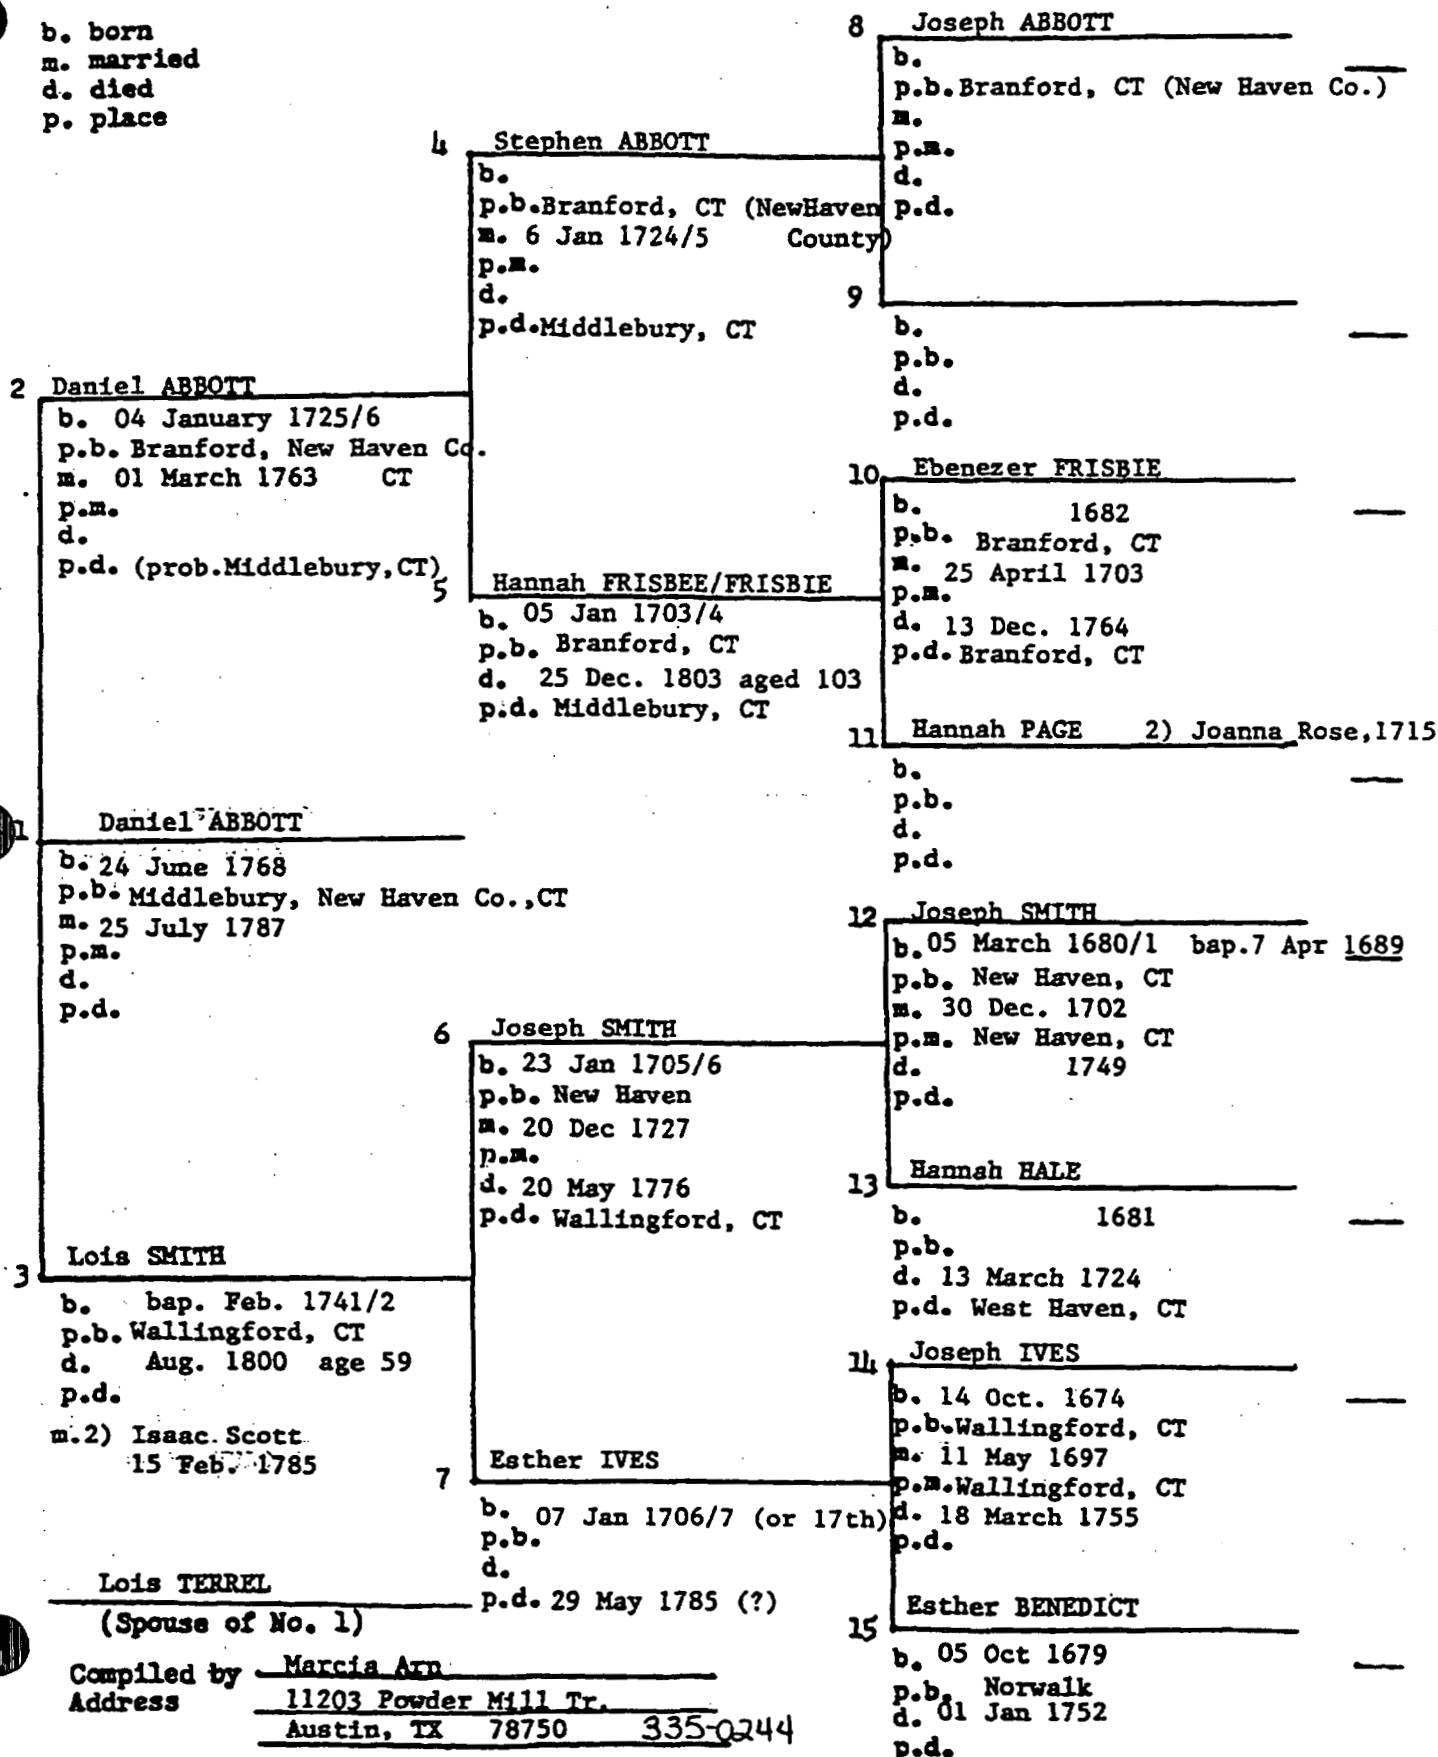 b. born
m. married
d. died
p. place
8 Joseph ABBOTT
b.
p.b. Branford, CT (New Haven Co.)
m.
p.m.
d.
p.d.
4 Stephen ABBOTT
b.
p.b. Branford, CT (NewHaven County)
m. 6 Jan 1724/5
p.m.
d.
p.d. Middlebury, CT
9
b.
p.b.
d.
p.d.
2 Daniel ABBOTT
b. 04 January 1725/6
p.b. Branford, New Haven Co. CT
m. 01 March 1763
p.m.
d.
p.d. (prob.Middlebury,CT)
10 Ebenezer FRISBIE
b. 1682
p.b. Branford, CT
m. 25 April 1703
p.m.
d. 13 Dec. 1764
p.d. Branford, CT
5 Hannah FRISBEE/FRISBIE
b. 05 Jan 1703/4
p.b. Branford, CT
d. 25 Dec. 1803 aged 103
p.d. Middlebury, CT
11 Hannah PAGE 2) Joanna Rose,1715
b.
p.b.
d.
p.d.
1 Daniel ABBOTT
b. 24 June 1768
p.b. Middlebury, New Haven Co.,CT
m. 25 July 1787
p.m.
d.
p.d.
12 Joseph SMITH
b. 05 March 1680/1 bap.7 Apr 1689
p.b. New Haven, CT
m. 30 Dec. 1702
p.m. New Haven, CT
d. 1749
p.d.
6 Joseph SMITH
b. 23 Jan 1705/6
p.b. New Haven
m. 20 Dec 1727
p.m.
d. 20 May 1776
p.d. Wallingford, CT
13 Hannah HALE
b. 1681
p.b.
d. 13 March 1724
p.d. West Haven, CT
3 Lois SMITH
b. bap. Feb. 1741/2
p.b. Wallingford, CT
d. Aug. 1800 age 59
p.d.
m.2) Isaac Scott
15 Feb. 1785
14 Joseph IVES
b. 14 Oct. 1674
p.b. Wallingford, CT
m. 11 May 1697
p.m. Wallingford, CT
d. 18 March 1755
p.d.
7 Esther IVES
b. 07 Jan 1706/7 (or 17th)
p.b.
d.
p.d. 29 May 1785 (?)
15 Esther BENEDICT
b. 05 Oct 1679
p.b. Norwalk
d. 01 Jan 1752
p.d.
Lois TERREL
(Spouse of No. 1)
Compiled by Marcia Arn
Address 11203 Powder Mill Tr.
Austin, TX 78750 335-0244